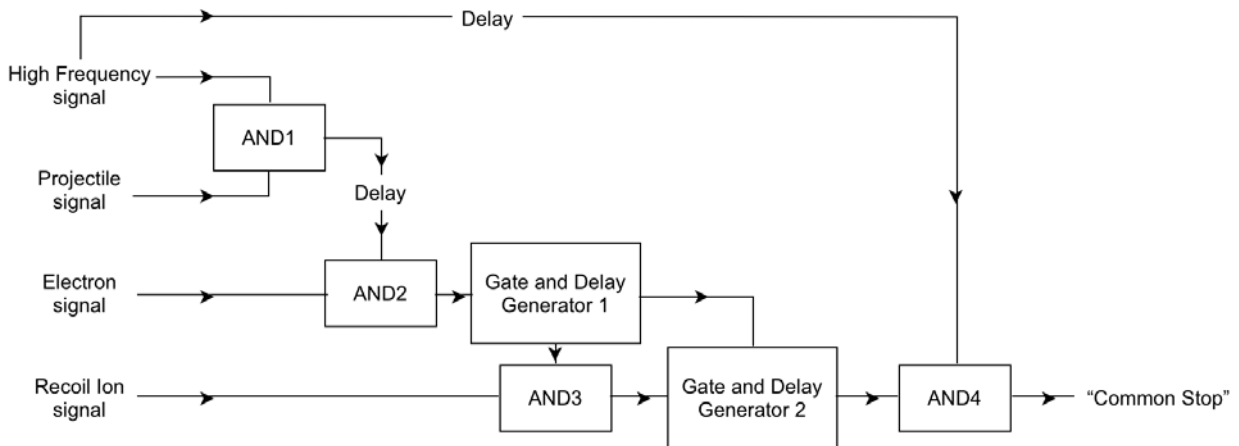 Delay
High Frequency
signal
AND1
Projectile
signal
Delay
Electron
signal
AND2
Gate and Delay
Generator 1
Recoil Ion
signal
AND3
Gate and Delay
Generator 2
AND4
“Common Stop”